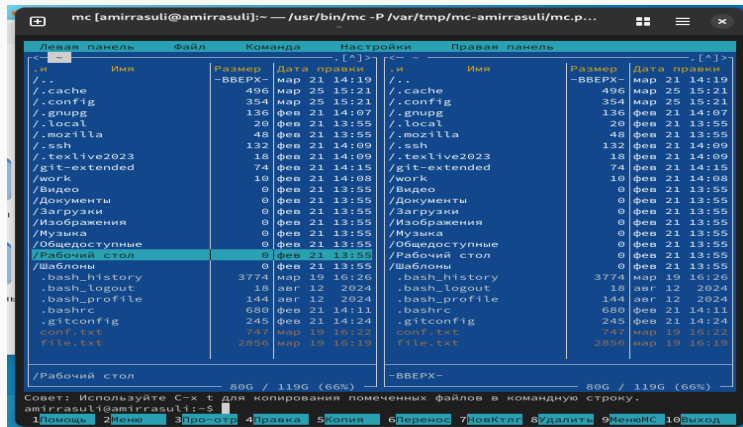 mc [amirrasuli@amirrasuli]:~ — /usr/bin/mc -P /var/tmp/mc-amirrasuli/mc.p...
Левая панель Файл Команда Настройки Правая панель
<— ~ .[^]> <— ~ .[^]>
.и Имя Размер Дата правки .и Имя Размер Дата правки
/.. -ВВЕРХ- мар 21 14:19 /.. -ВВЕРХ- мар 21 14:19
/.cache 496 мар 25 15:21 /.cache 496 мар 25 15:21
/.config 354 мар 25 15:21 /.config 354 мар 25 15:21
/.gnupg 136 фев 21 14:07 /.gnupg 136 фев 21 14:07
/.local 20 фев 21 13:55 /.local 20 фев 21 13:55
/.mozilla 48 фев 21 13:55 /.mozilla 48 фев 21 13:55
/.ssh 132 фев 21 14:09 /.ssh 132 фев 21 14:09
/.texlive2023 18 фев 21 14:09 /.texlive2023 18 фев 21 14:09
/git-extended 74 фев 21 14:15 /git-extended 74 фев 21 14:15
/work 10 фев 21 14:08 /work 10 фев 21 14:08
/Видео 0 фев 21 13:55 /Видео 0 фев 21 13:55
/Документы 0 фев 21 13:55 /Документы 0 фев 21 13:55
/Загрузки 0 фев 21 13:55 /Загрузки 0 фев 21 13:55
/Изображения 0 фев 21 13:55 /Изображения 0 фев 21 13:55
/Музыка 0 фев 21 13:55 /Музыка 0 фев 21 13:55
/Общедоступные 0 фев 21 13:55 /Общедоступные 0 фев 21 13:55
/Рабочий стол 0 фев 21 13:55 /Рабочий стол 0 фев 21 13:55
/Шаблоны 0 фев 21 13:55 /Шаблоны 0 фев 21 13:55
.bash_history 3774 мар 19 16:26 .bash_history 3774 мар 19 16:26
.bash_logout 18 авг 12 2024 .bash_logout 18 авг 12 2024
.bash_profile 144 авг 12 2024 .bash_profile 144 авг 12 2024
.bashrc 680 фев 21 14:11 .bashrc 680 фев 21 14:11
.gitconfig 245 фев 21 14:24 .gitconfig 245 фев 21 14:24
conf.txt 747 мар 19 16:22 conf.txt 747 мар 19 16:22
file.txt 2856 мар 19 16:19 file.txt 2856 мар 19 16:19
/Рабочий стол -ВВЕРХ-
80G / 119G (66%) 80G / 119G (66%)
Совет: Используйте C-x t для копирования помеченных файлов в командную строку.
amirrasuli@amirrasuli:~$
1Помощь 2Меню 3Про~отр 4Правка 5Копия 6Перенос 7НовКтлг 8Удалить 9МенюMC 10Выход